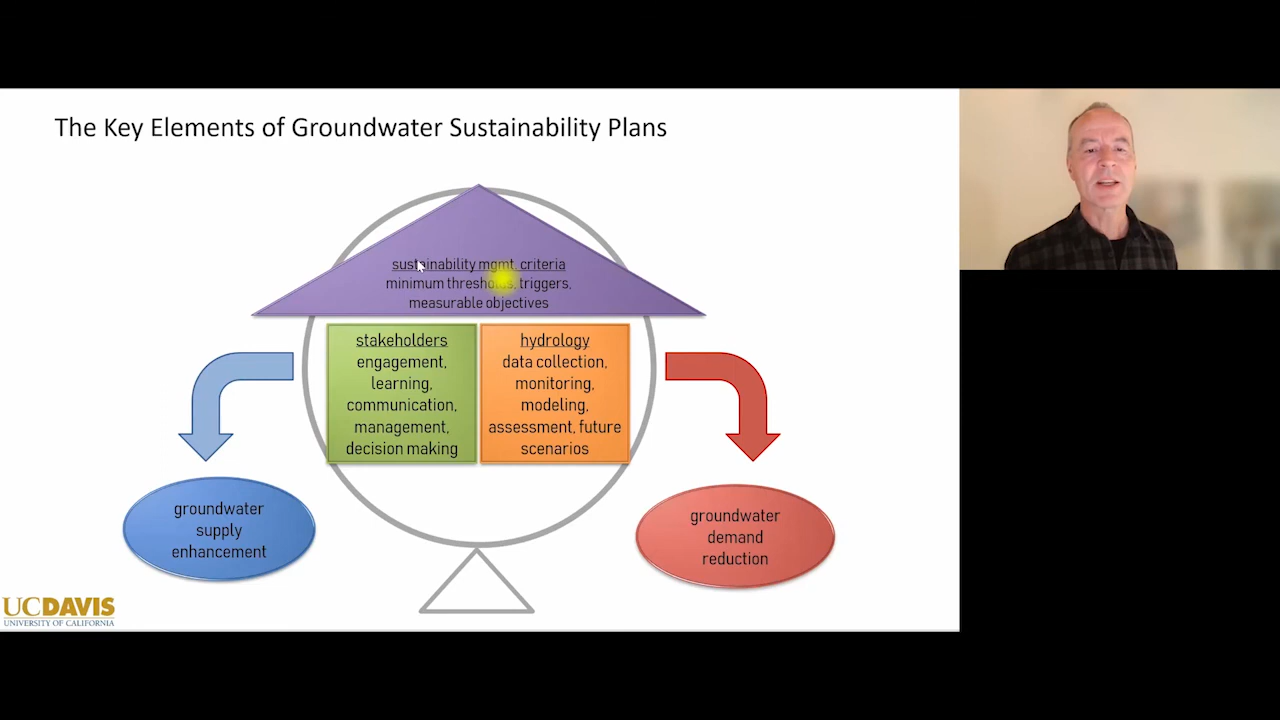 The Key Elements of Groundwater Sustainability Plans
sustainability mgmt. criteria
minimum thresholds, triggers,
measurable objectives
stakeholders
engagement,
learning,
communication,
management,
decision making
hydrology
data collection,
monitoring,
modeling,
assessment, future
scenarios
groundwater
supply
enhancement
groundwater
demand
reduction
UCDAVIS
UNIVERSITY OF CALIFORNIA